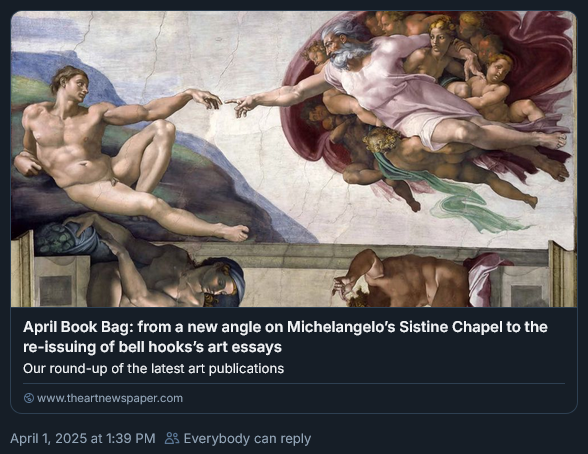 April Book Bag: from a new angle on Michelangelo’s Sistine Chapel to the
re-issuing of bell hooks’s art essays
Our round-up of the latest art publications
www.theartnewspaper.com
April 1, 2025 at 1:39 PM Everybody can reply